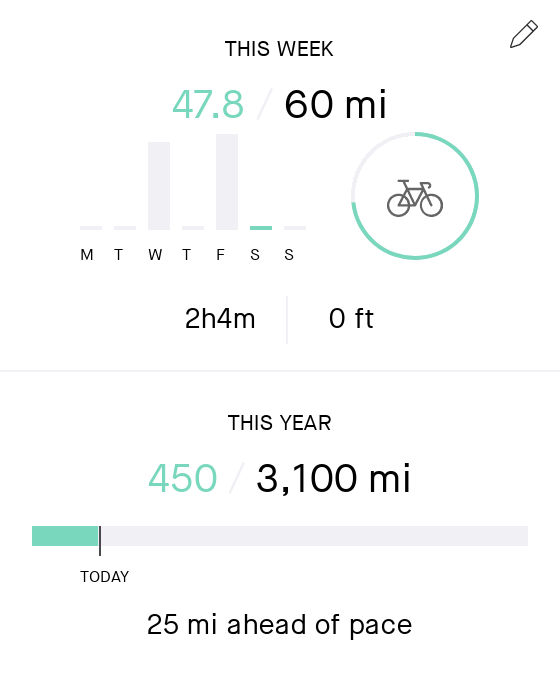 THIS WEEK
47.8 / 60 mi
M T W T F S S
2h4m 0 ft
THIS YEAR
450 / 3,100 mi
TODAY
25 mi ahead of pace